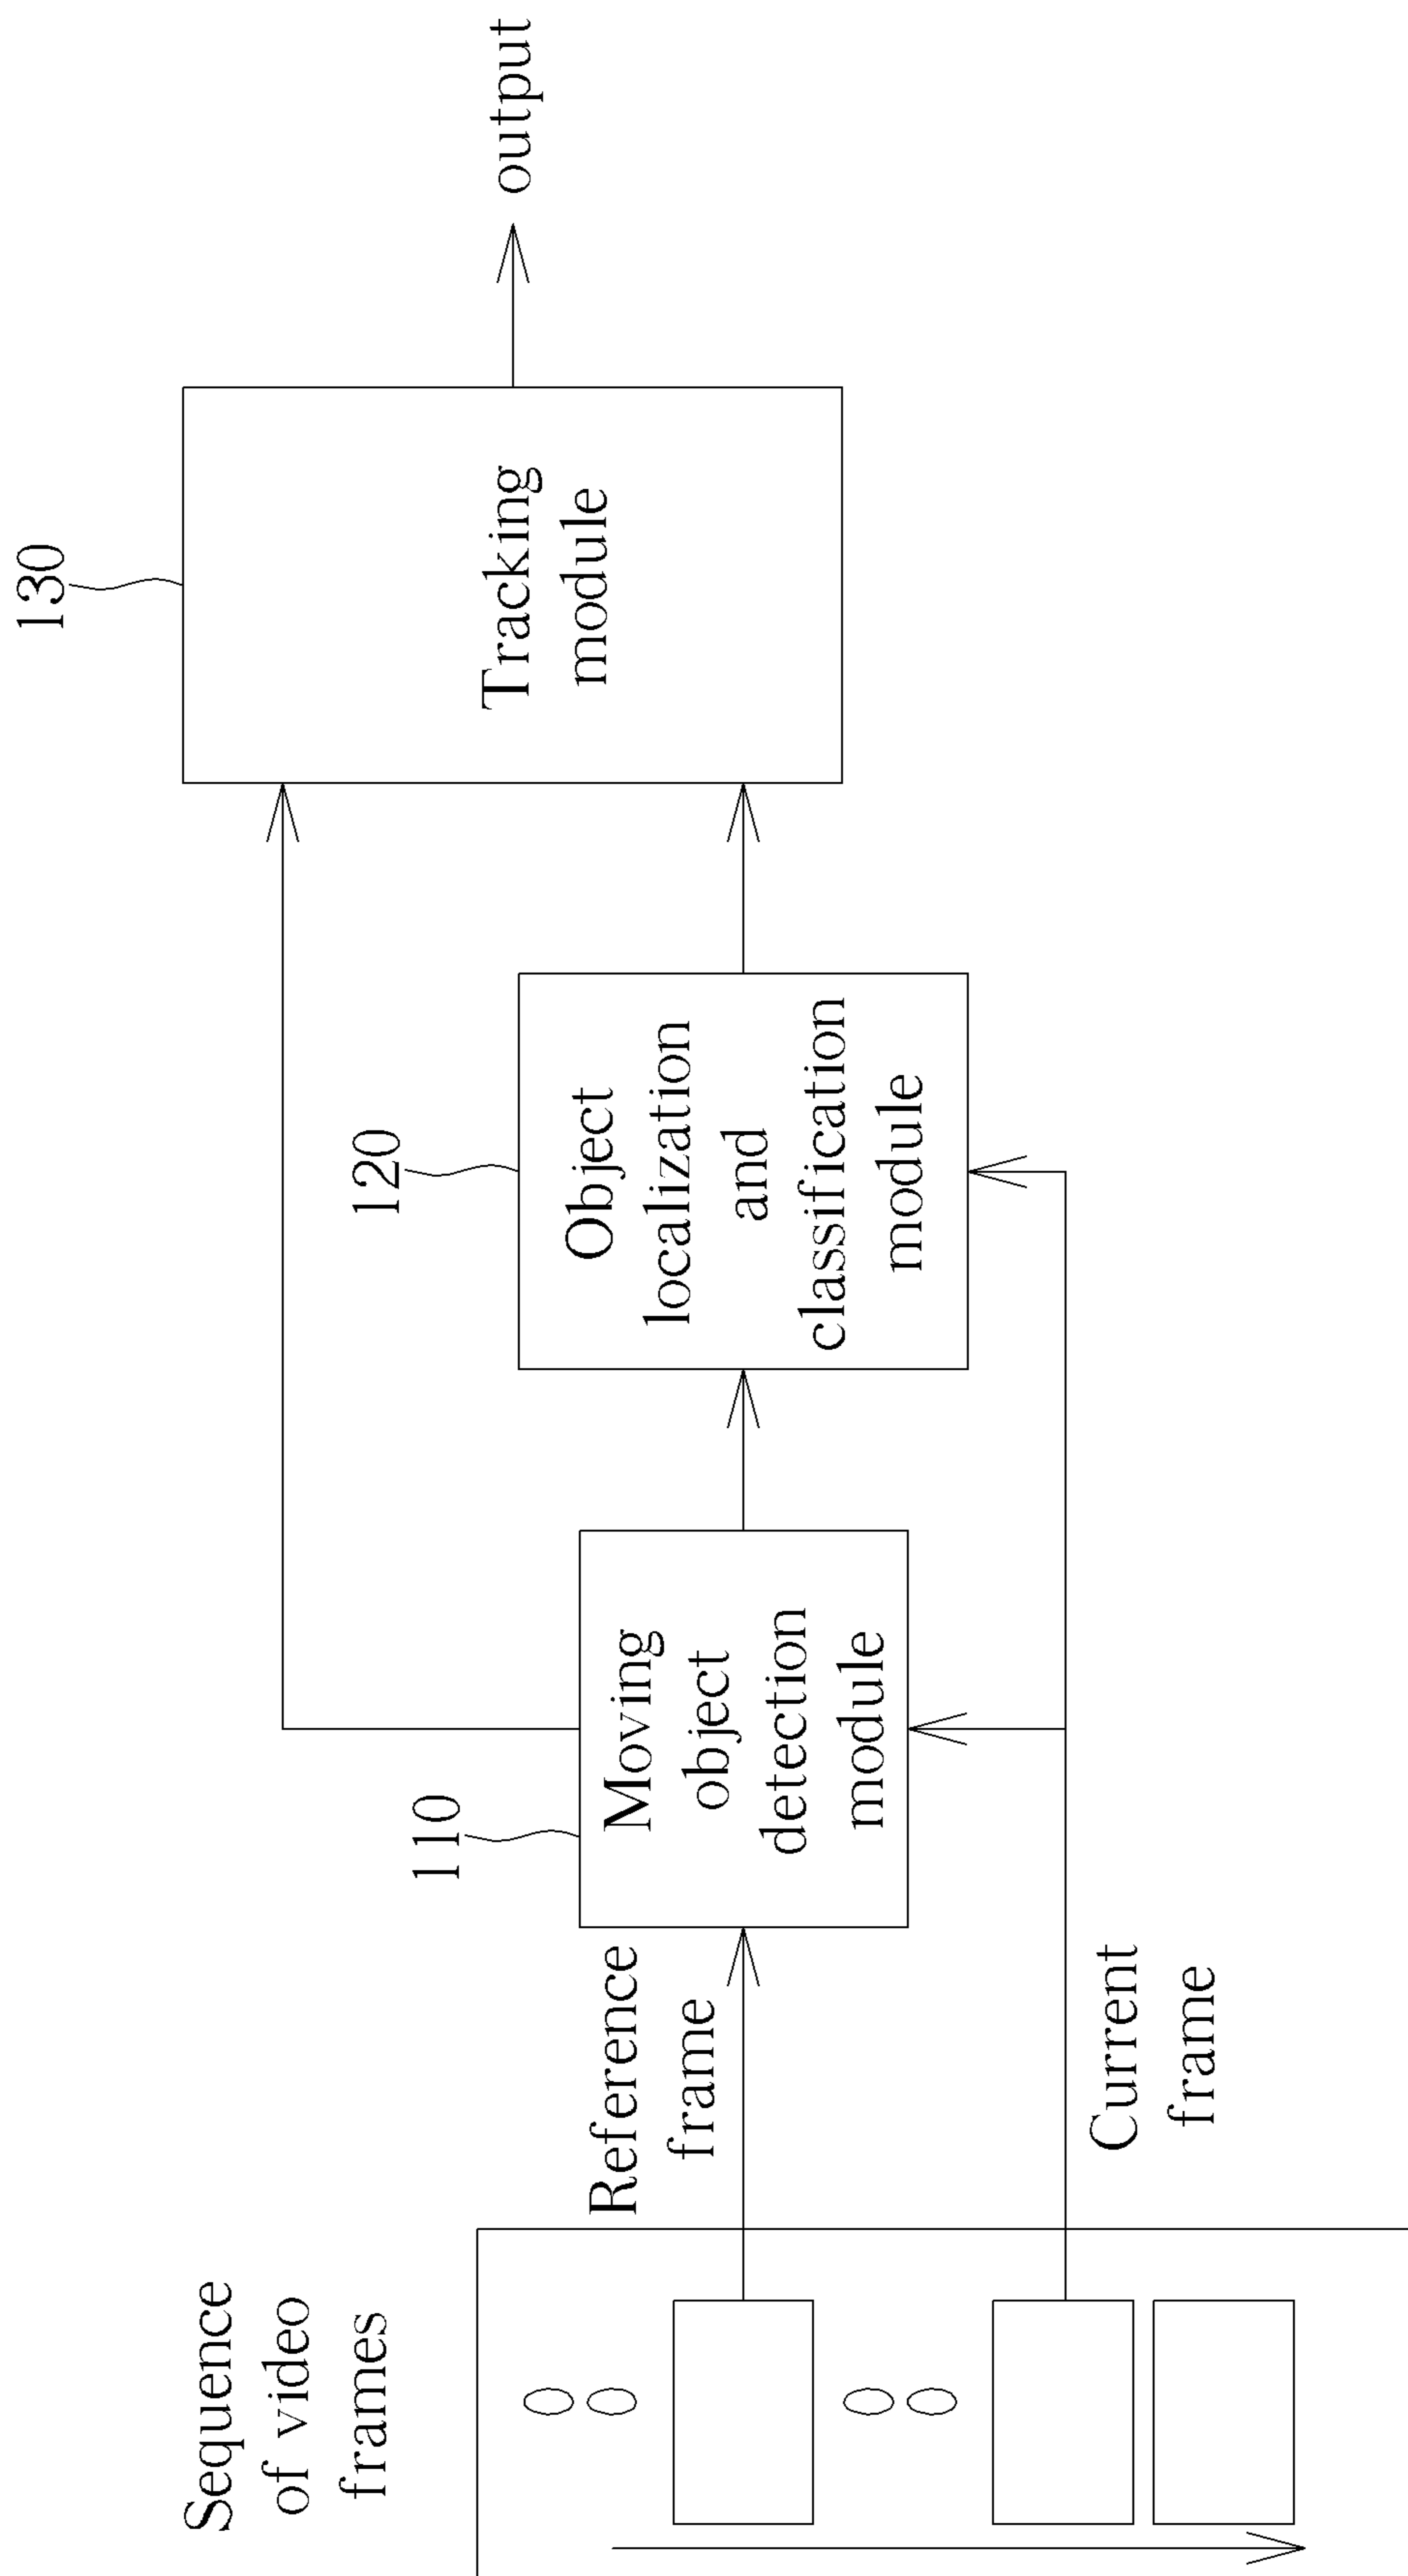 Sequence
of video
frames
Reference
frame
Current
frame
110
Moving
object
detection
module
120
Object
localization
and
classification
module
130
Tracking
module
output